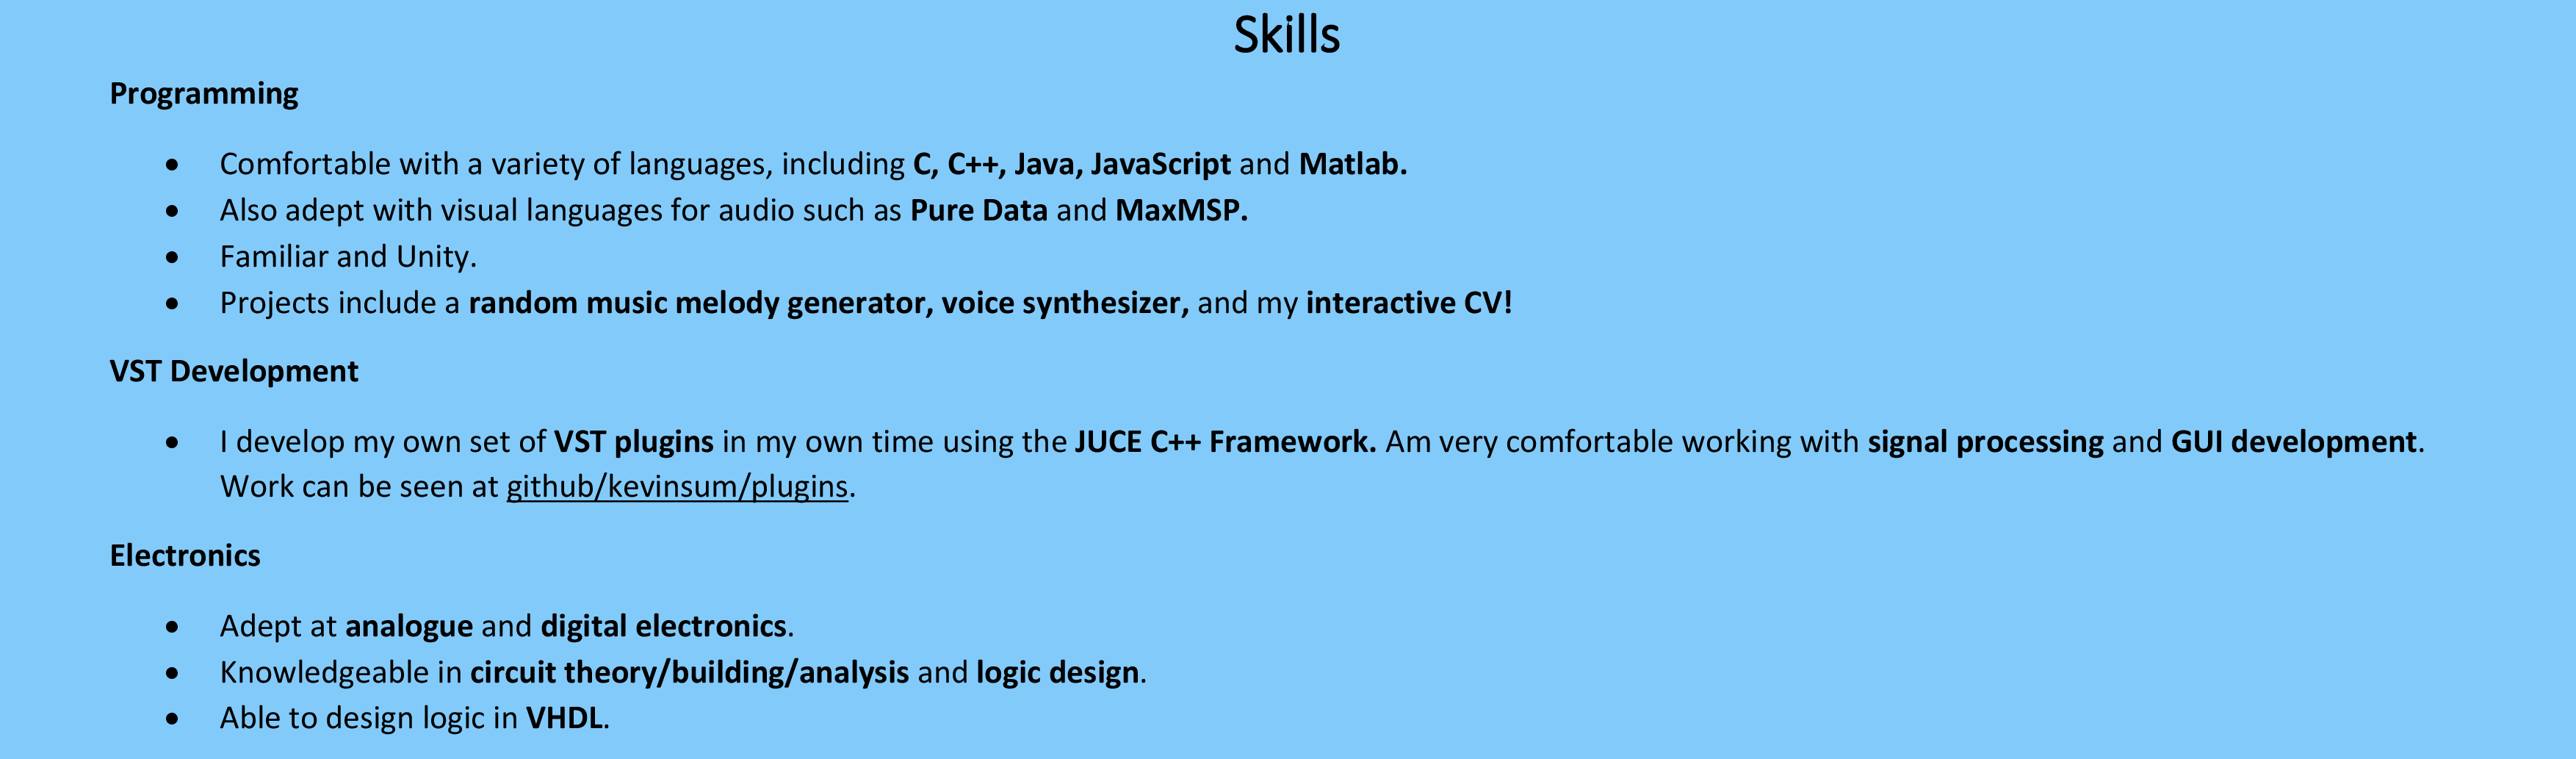 Skills
Programming
• Comfortable with a variety of languages, including C, C++, Java, JavaScript and Matlab.
• Also adept with visual languages for audio such as Pure Data and MaxMSP.
• Familiar and Unity.
• Projects include a random music melody generator, voice synthesizer, and my interactive CV!
VST Development
• I develop my own set of VST plugins in my own time using the JUCE C++ Framework. Am very comfortable working with signal processing and GUI development.
Work can be seen at github/kevinsum/plugins.
Electronics
• Adept at analogue and digital electronics.
• Knowledgeable in circuit theory/building/analysis and logic design.
• Able to design logic in VHDL.